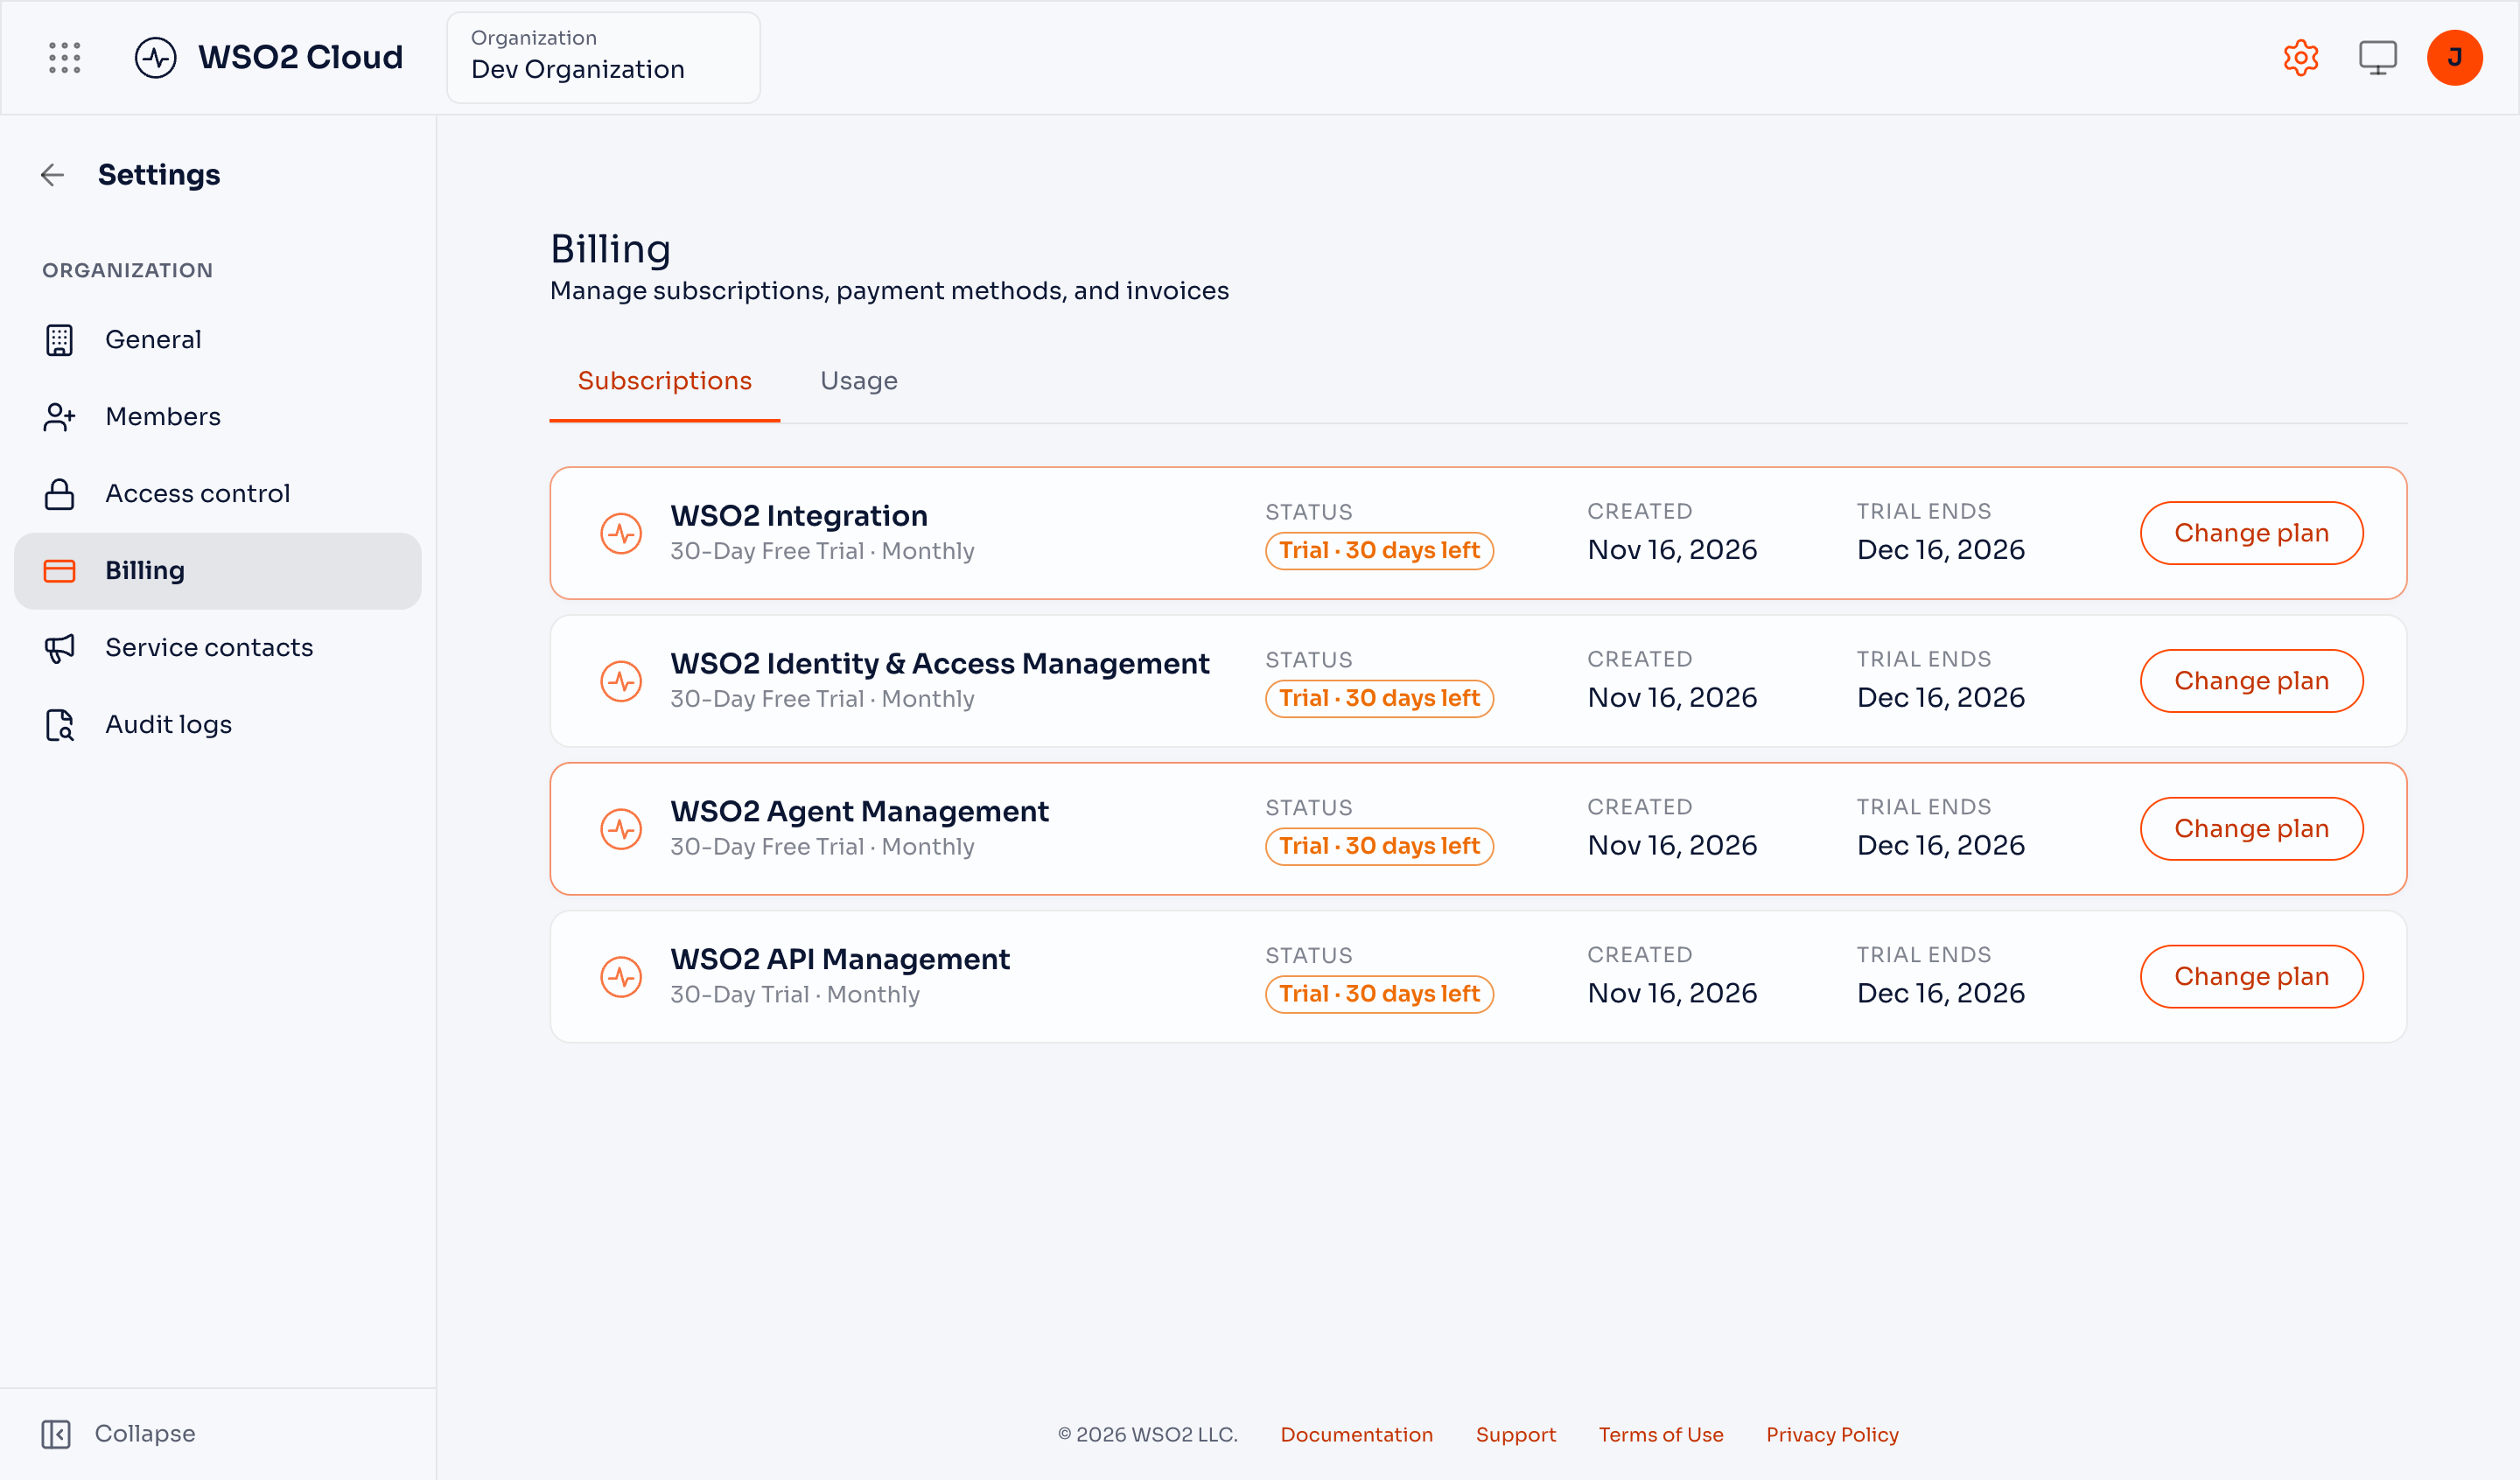 WSO2 Cloud
Organization
Dev Organization
J
Settings
ORGANIZATION
General
Members
Access control
Billing
Service contacts
Audit logs
Collapse
Billing
Manage subscriptions, payment methods, and invoices
Subscriptions Usage
WSO2 Integration
30-Day Free Trial · Monthly
STATUS
Trial · 30 days left
CREATED
Nov 16, 2026
TRIAL ENDS
Dec 16, 2026
Change plan
WSO2 Identity & Access Management
30-Day Free Trial · Monthly
STATUS
Trial · 30 days left
CREATED
Nov 16, 2026
TRIAL ENDS
Dec 16, 2026
Change plan
WSO2 Agent Management
30-Day Free Trial · Monthly
STATUS
Trial · 30 days left
CREATED
Nov 16, 2026
TRIAL ENDS
Dec 16, 2026
Change plan
WSO2 API Management
30-Day Trial · Monthly
STATUS
Trial · 30 days left
CREATED
Nov 16, 2026
TRIAL ENDS
Dec 16, 2026
Change plan
© 2026 WSO2 LLC. Documentation Support Terms of Use Privacy Policy